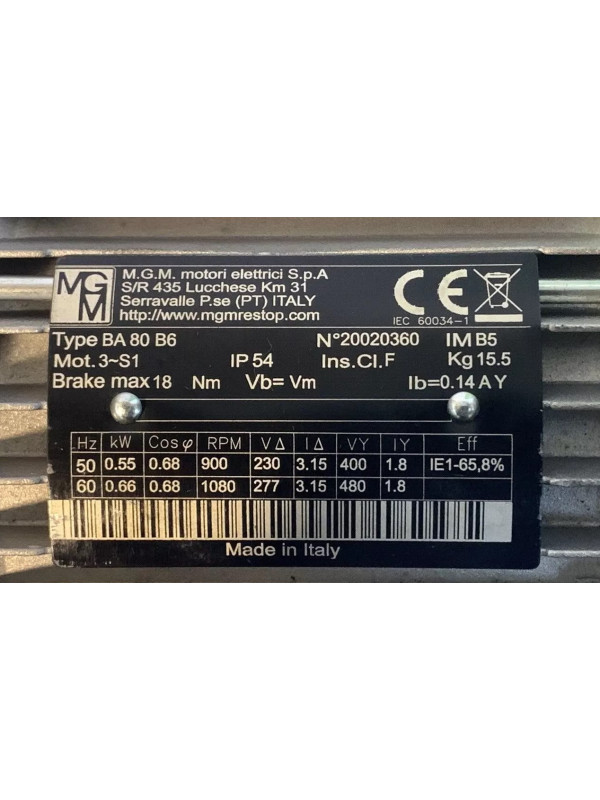 MGM
M.G.M. motori elettrici S.p.A
S/R 435 Lucchese Km 31
Serravalle P.se (PT) ITALY
http://www.mgmrestop.com
CE
IEC 60034-1
Type BA 80 B6 N°20020360 IM B5
Mot. 3~S1 IP 54 Ins.Cl. F Kg 15.5
Brake max 18 Nm Vb= Vm Ib=0.14 A Y
Hz kW Cos φ RPM V Δ I Δ VY IY Eff
50 0.55 0.68 900 230 3.15 400 1.8 IE1-65,8%
60 0.66 0.68 1080 277 3.15 480 1.8
Made in Italy